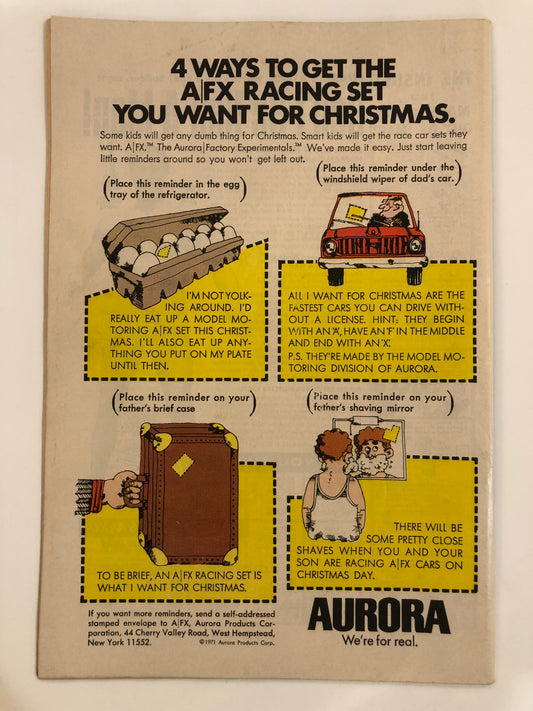 4 WAYS TO GET THE
A|FX RACING SET
YOU WANT FOR CHRISTMAS.
Some kids will get any dumb thing for Christmas. Smart kids will get the race car sets they
want. A|FX.™ The Aurora|Factory Experimentals.™ We've made it easy. Just start leaving
little reminders around so you won't get left out.
(Place this reminder in the egg
tray of the refrigerator.)
(Place this reminder under the
windshield wiper of dad's car.)
I'M NOT YOLK-
ING AROUND. I'D
REALLY EAT UP A MODEL MO-
TORING A|FX SET THIS CHRIST-
MAS. I'LL ALSO EAT UP ANY-
THING YOU PUT ON MY PLATE
UNTIL THEN.
ALL I WANT FOR CHRISTMAS ARE THE
FASTEST CARS YOU CAN DRIVE WITH-
OUT A LICENSE. HINT: THEY BEGIN
WITH AN 'A', HAVE AN 'F' IN THE MIDDLE
AND END WITH AN 'X'.
P.S. THEY'RE MADE BY THE MODEL MO-
TORING DIVISION OF AURORA.
(Place this reminder on your
father's brief case)
(Place this reminder on your
father's shaving mirror)
TO BE BRIEF, AN A|FX RACING SET IS
WHAT I WANT FOR CHRISTMAS.
THERE WILL BE
SOME PRETTY CLOSE
SHAVES WHEN YOU AND YOUR
SON ARE RACING A|FX CARS ON
CHRISTMAS DAY.
If you want more reminders, send a self-addressed
stamped envelope to A|FX, Aurora Products Cor-
poration, 44 Cherry Valley Road, West Hempstead,
New York 11552. ©1971 Aurora Products Corp.
AURORA
We're for real.